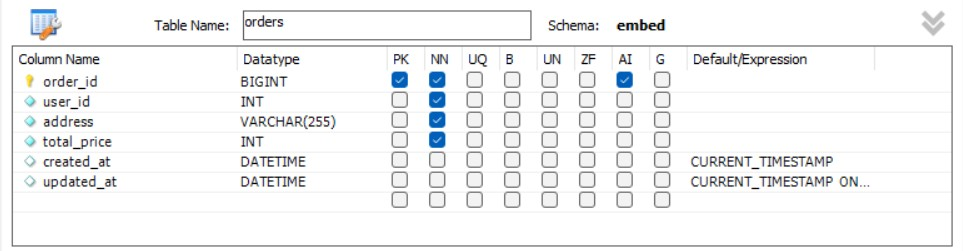 Table Name: orders Schema: embed
Column Name Datatype PK NN UQ B UN ZF AI G Default/Expression
order_id BIGINT
user_id INT
address VARCHAR(255)
total_price INT
created_at DATETIME CURRENT_TIMESTAMP
updated_at DATETIME CURRENT_TIMESTAMP ON...